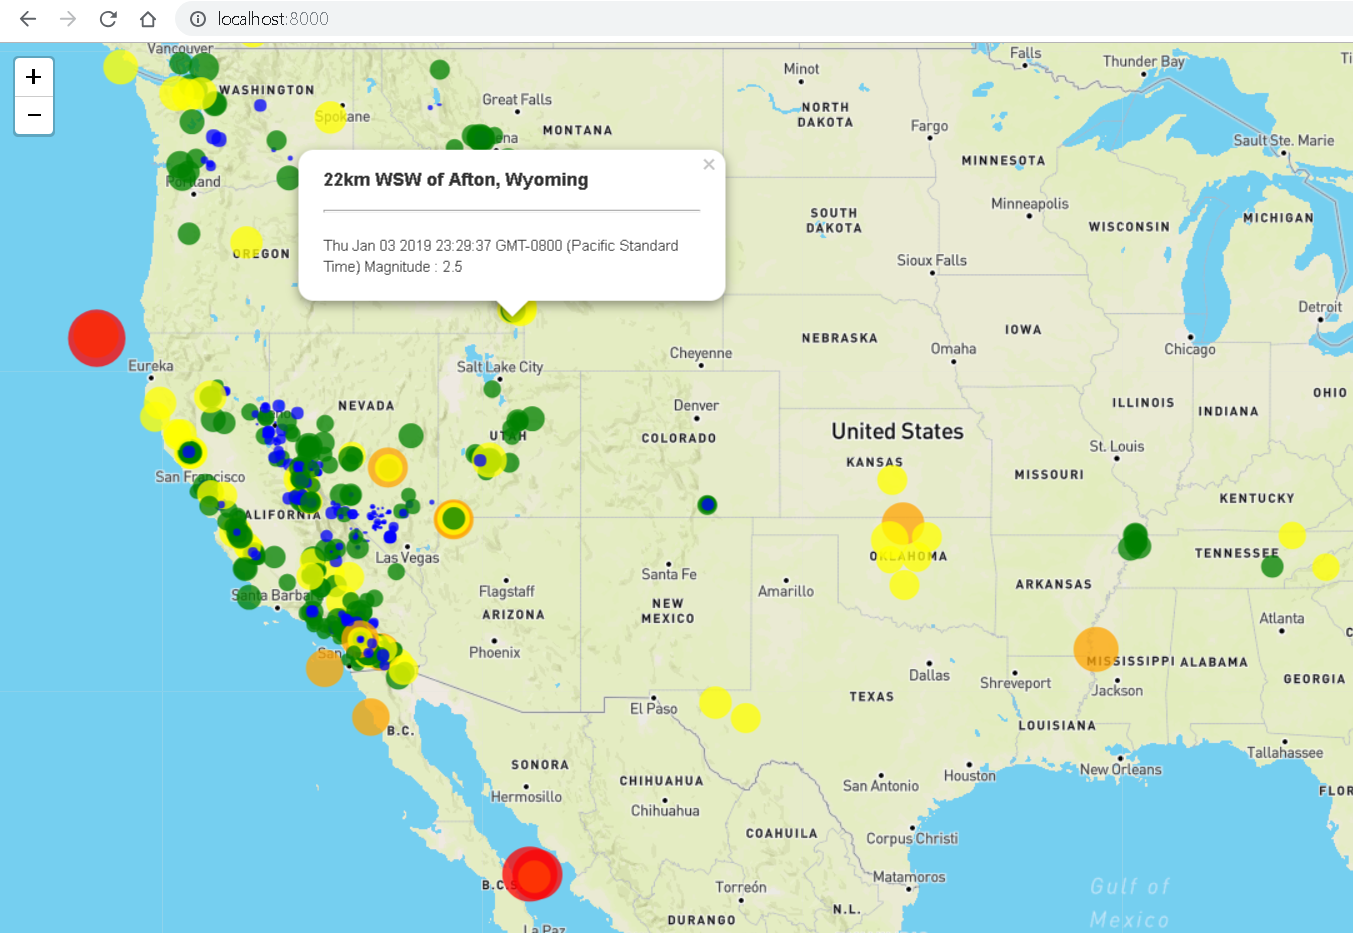 localhost:8000
+
−
Vancouver
WASHINGTON
Spokane
Great Falls
MONTANA
Minot
NORTH
DAKOTA
Fargo
Falls
Thunder Bay
Sault Ste. Marie
MINNESOTA
Minneapolis
WISCONSIN
MICHIGAN
Portland
OREGON
22km WSW of Afton, Wyoming
×
Thu Jan 03 2019 23:29:37 GMT-0800 (Pacific Standard
Time) Magnitude : 2.5
SOUTH
DAKOTA
Sioux Falls
Detroit
NEBRASKA
IOWA
Chicago
Eureka
Salt Lake City
Cheyenne
Omaha
NEVADA
UTAH
Denver
COLORADO
United States
KANSAS
ILLINOIS
INDIANA
OHIO
St. Louis
MISSOURI
KENTUCKY
San Francisco
ALIFORNIA
Las Vegas
OKLAHOMA
TENNESSEE
Santa Barbara
Flagstaff
ARIZONA
Santa Fe
NEW
MEXICO
Amarillo
ARKANSAS
Atlanta
San
Phoenix
MISSISSIPPI
ALABAMA
GEORGIA
B.C.
El Paso
TEXAS
Dallas
Shreveport
Jackson
LOUISIANA
SONORA
Hermosillo
CHIHUAHUA
Chihuahua
San Antonio
Houston
New Orleans
Tallahassee
FLOR
COAHUILA
Corpus Christi
B.C.S.
Torreón
Matamoros
N.L.
DURANGO
La Paz
Gulf of
Mexico